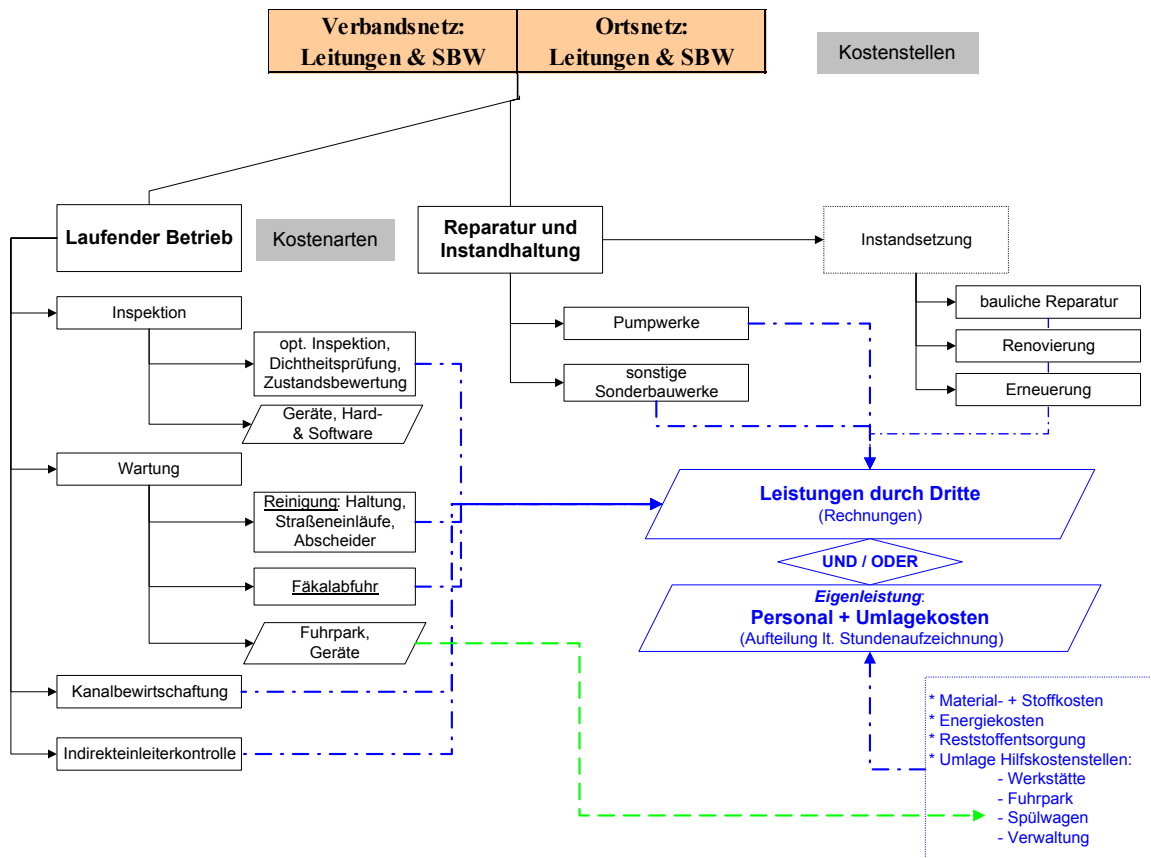 Verbandsnetz:
Leitungen & SBW
Ortsnetz:
Leitungen & SBW
Kostenstellen
Laufender Betrieb
Kostenarten
Reparatur und
Instandhaltung
Instandsetzung
Inspektion
opt. Inspektion,
Dichtheitsprüfung,
Zustandsbewertung
Geräte, Hard-
& Software
Pumpwerke
sonstige
Sonderbauwerke
bauliche Reparatur
Renovierung
Erneuerung
Wartung
Reinigung: Haltung,
Straßeneinläufe,
Abscheider
Fäkalabfuhr
Fuhrpark,
Geräte
Kanalbewirtschaftung
Indirekteinleiterkontrolle
Leistungen durch Dritte
(Rechnungen)
UND / ODER
Eigenleistung:
Personal + Umlagekosten
(Aufteilung lt. Stundenaufzeichnung)
* Material- + Stoffkosten
* Energiekosten
* Reststoffentsorgung
* Umlage Hilfskostenstellen:
- Werkstätte
- Fuhrpark
- Spülwagen
- Verwaltung